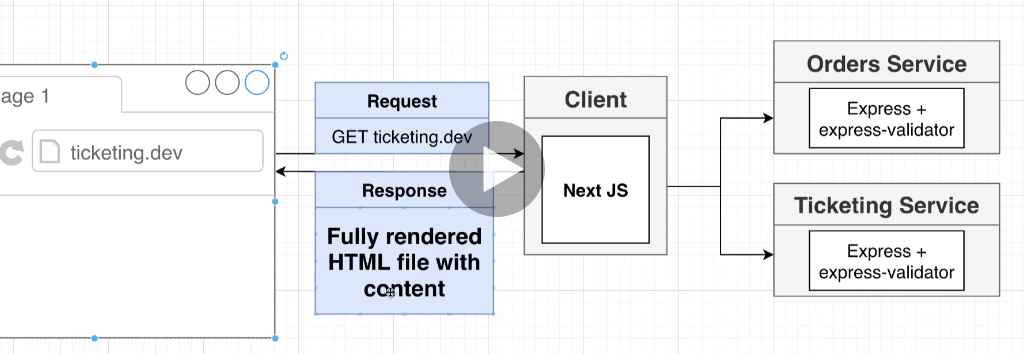 age 1
ticketing.dev
Request
GET ticketing.dev
Response
Fully rendered
HTML file with
content
Client
Next JS
Orders Service
Express +
express-validator
Ticketing Service
Express +
express-validator